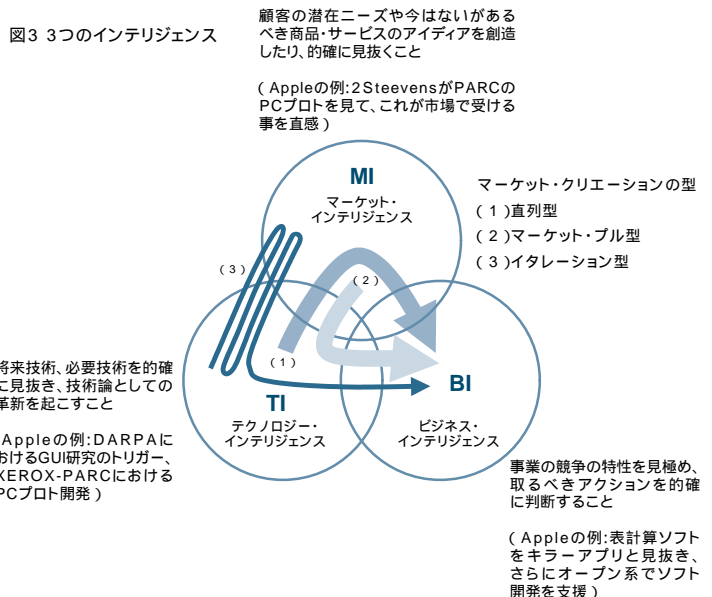 図3 3つのインテリジェンス
顧客の潜在ニーズや今はないがある
べき商品・サービスのアイディアを創造
したり、的確に見抜くこと
( Appleの例:2SteevensがPARCの
PCプロトを見て、これが市場で受ける
事を直感 )
MI
マーケット・
インテリジェンス
マーケット・クリエーションの型
( 1 )直列型
( 2 )マーケット・プル型
( 3 )イタレーション型
( 3 )
( 2 )
( 1 )
将来技術、必要技術を的確
に見抜き、技術論としての
革新を起こすこと
Appleの例:DARPAに
おけるGUI研究のトリガー、
XEROX-PARCにおける
PCプロト開発 )
TI
テクノロジー・
インテリジェンス
BI
ビジネス・
インテリジェンス
事業の競争の特性を見極め、
取るべきアクションを的確
に判断すること
( Appleの例:表計算ソフト
をキラーアプリと見抜き、
さらにオープン系でソフト
開発を支援 )